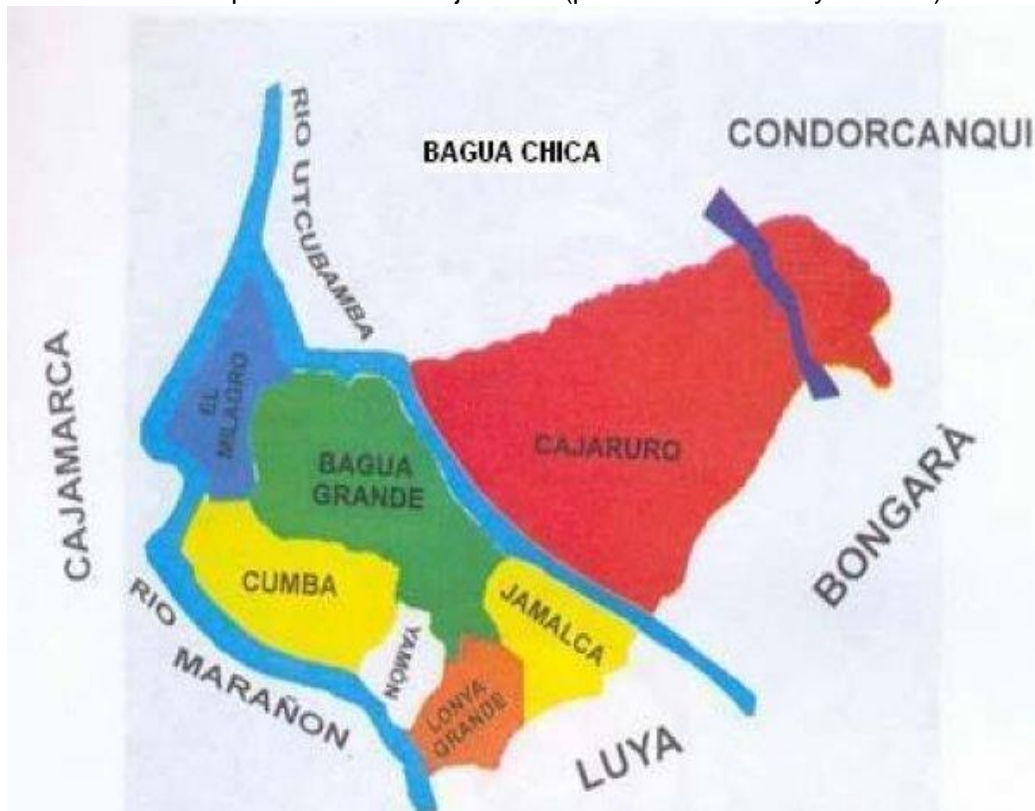 CONDORCANQUI
BAGUA CHICA
RIO UTCUBAMBA
CAJAMARCA
EL
MILAGRO
BAGUA
GRANDE
CAJARURO
BONGARÀ
CUMBA
JAMALCA
YAMON
RIO MARAÑON
LONYA
GRANDE
LUYA